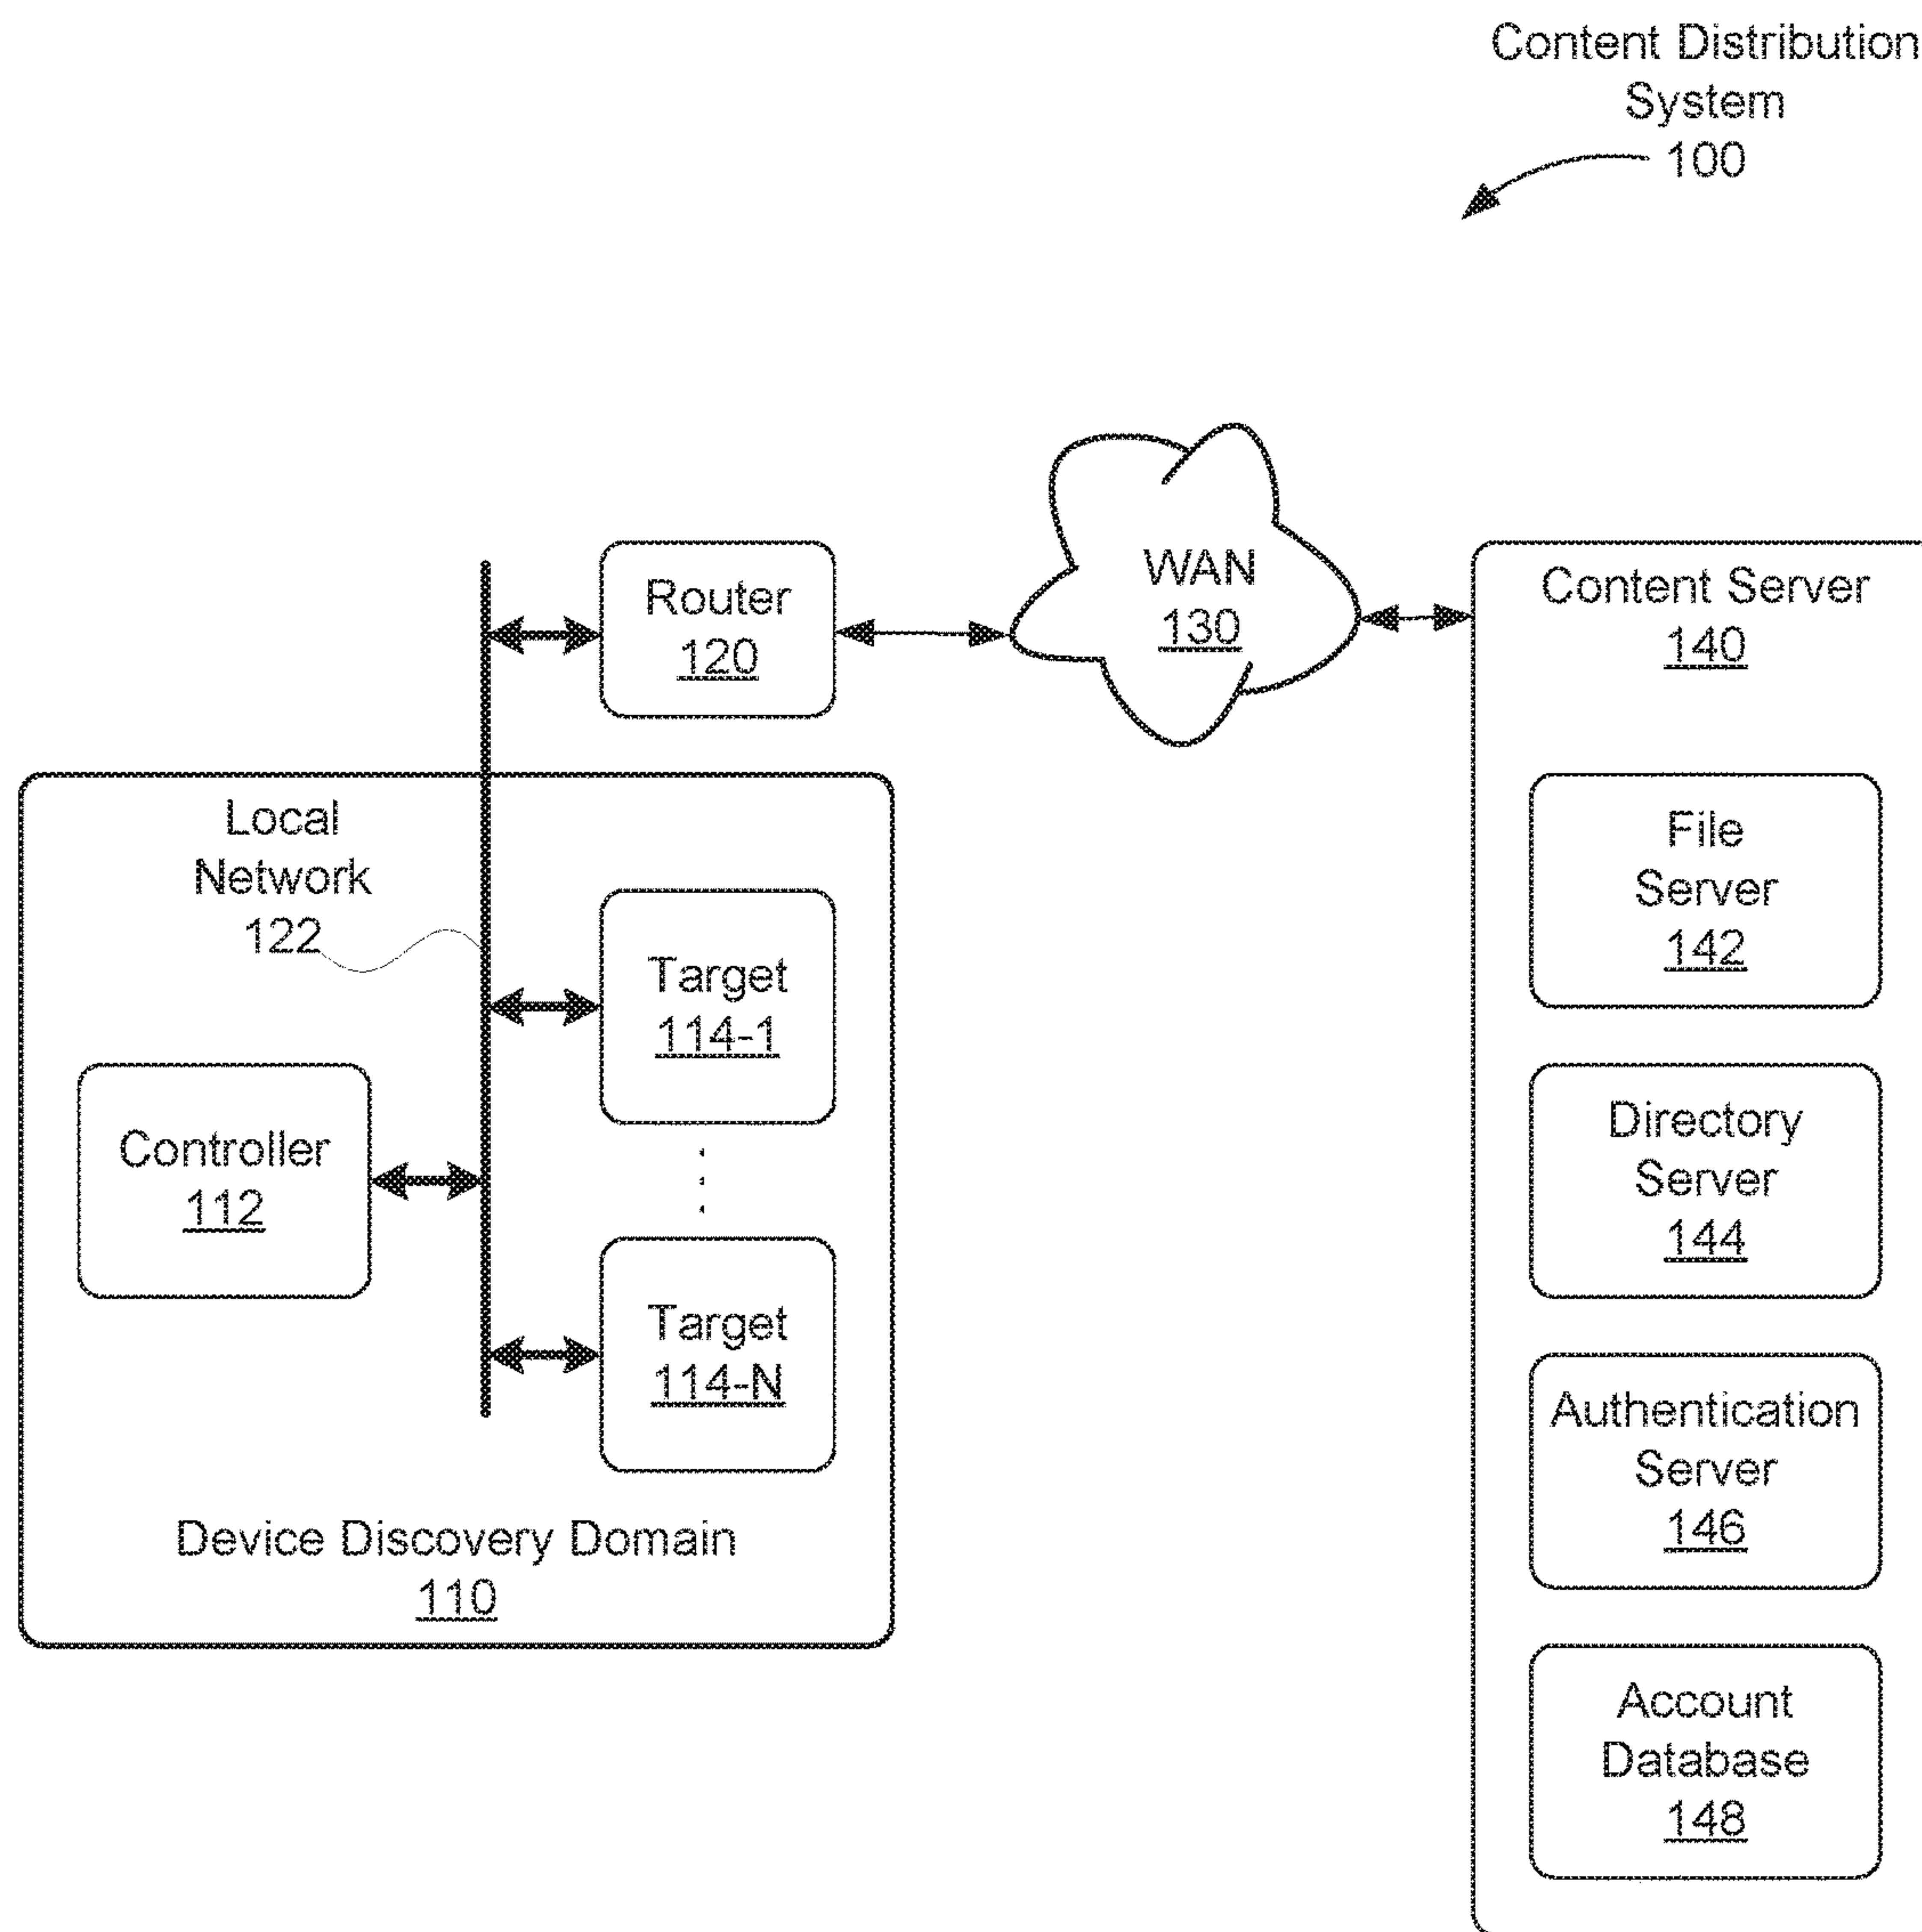 Content Distribution
System
100
WAN
130
Router
120
Content Server
140
Local
Network
122
File
Server
142
Target
114-1
Controller
112
Directory
Server
144
Target
114-N
Authentication
Server
146
Device Discovery Domain
110
Account
Database
148